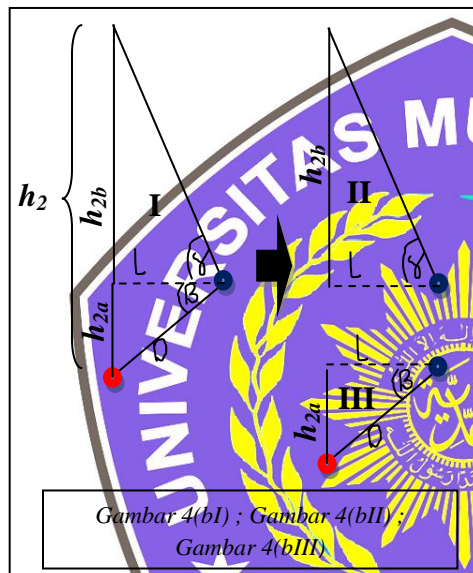 h₂
h₂b
I
L
γ
h₂a
β
D
h₂b
II
L
γ
h₂a
III
L
β
D
UNIVERSITAS MU
Gambar 4(bI) ; Gambar 4(bII) ;
Gambar 4(bIII)